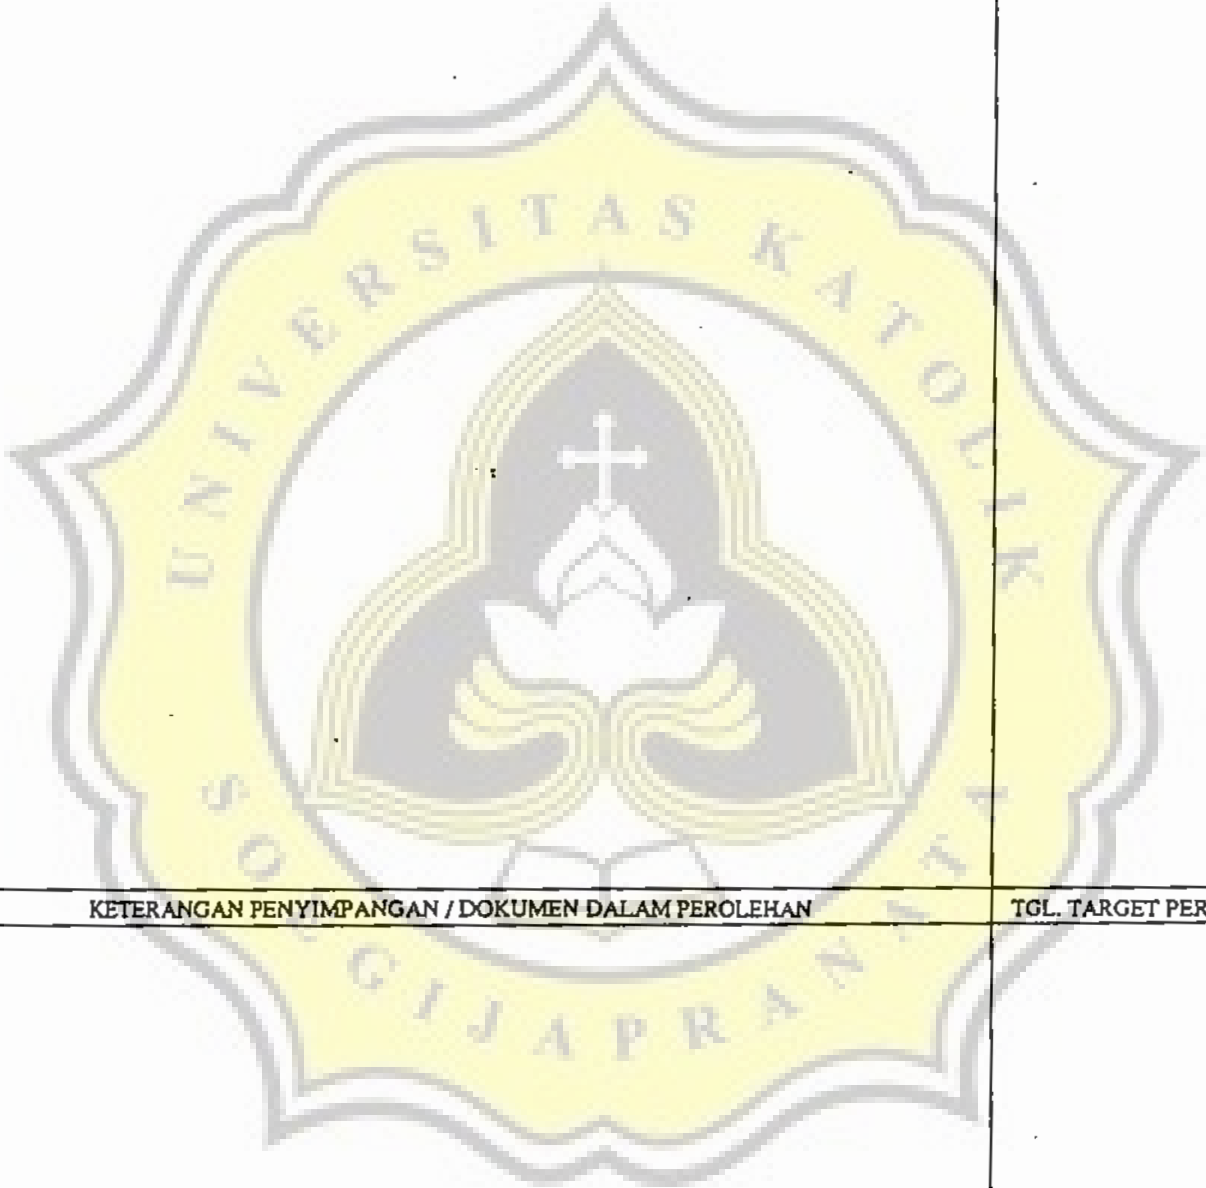 UNIVERSITAS KATOLIK
KETERANGAN PENYIMPANGAN / DOKUMEN DALAM PEROLEHAN
TGL. TARGET PER
SOEGIJAPRANATA